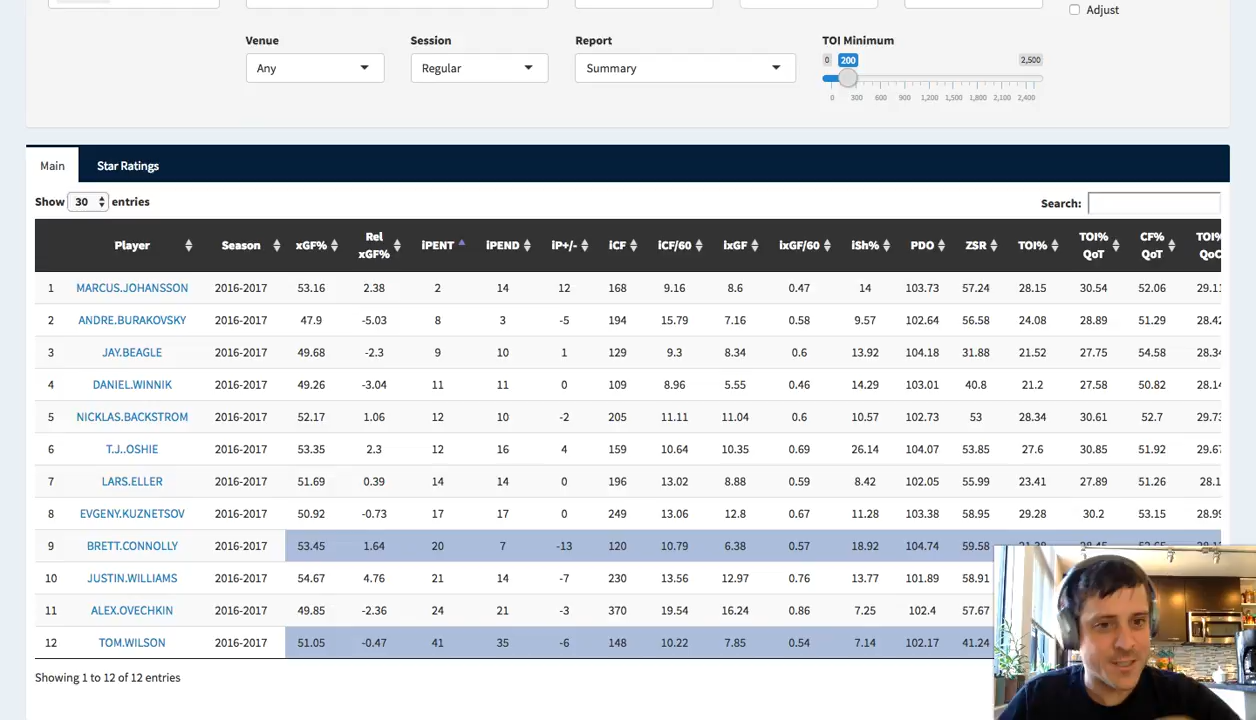 Adjust
Venue Session Report TOI Minimum
0 200 2,500
Any Regular Summary
0 300 600 900 1,200 1,500 1,800 2,100 2,400
Main Star Ratings
Show 30 entries Search:
Player Season xGF% Rel xGF% iPENT iPEND iP+/- iCF iCF/60 ixGF ixGF/60 iSh% PDO ZSR TOI% TOI% QoT CF% QoT TOI% QoC
1 MARCUS.JOHANSSON 2016-2017 53.16 2.38 2 14 12 168 9.16 8.6 0.47 14 103.73 57.24 28.15 30.54 52.06 29.11
2 ANDRE.BURAKOVSKY 2016-2017 47.9 -5.03 8 3 -5 194 15.79 7.16 0.58 9.57 102.64 56.58 24.08 28.89 51.29 28.42
3 JAY.BEAGLE 2016-2017 49.68 -2.3 9 10 1 129 9.3 8.34 0.6 13.92 104.18 31.88 21.52 27.75 54.58 28.34
4 DANIEL.WINNIK 2016-2017 49.26 -3.04 11 11 0 109 8.96 5.55 0.46 14.29 103.01 40.8 21.2 27.58 50.82 28.14
5 NICKLAS.BACKSTROM 2016-2017 52.17 1.06 12 10 -2 205 11.11 11.04 0.6 10.57 102.73 53 28.34 30.61 52.7 29.73
6 T.J..OSHIE 2016-2017 53.35 2.3 12 16 4 159 10.64 10.35 0.69 26.14 104.07 53.85 27.6 30.85 51.92 29.67
7 LARS.ELLER 2016-2017 51.69 0.39 14 14 0 196 13.02 8.88 0.59 8.42 102.05 55.99 23.41 27.89 51.26 28.1
8 EVGENY.KUZNETSOV 2016-2017 50.92 -0.73 17 17 0 249 13.06 12.8 0.67 11.28 103.38 58.95 29.28 30.2 53.15 28.99
9 BRETT.CONNOLLY 2016-2017 53.45 1.64 20 7 -13 120 10.79 6.38 0.57 18.92 104.74 59.58
10 JUSTIN.WILLIAMS 2016-2017 54.67 4.76 21 14 -7 230 13.56 12.97 0.76 13.77 101.89 58.91
11 ALEX.OVECHKIN 2016-2017 49.85 -2.36 24 21 -3 370 19.54 16.24 0.86 7.25 102.4 57.67
12 TOM.WILSON 2016-2017 51.05 -0.47 41 35 -6 148 10.22 7.85 0.54 7.14 102.17 41.24
Showing 1 to 12 of 12 entries